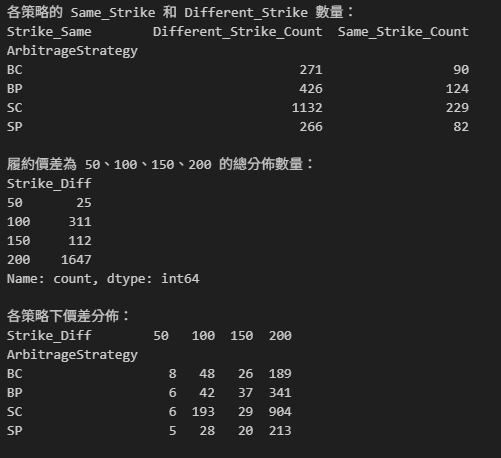 各策略的 Same_Strike 和 Different_Strike 數量：
Strike_Same Different_Strike_Count Same_Strike_Count
ArbitrageStrategy
BC 271 90
BP 426 124
SC 1132 229
SP 266 82
履約價差為 50、100、150、200 的總分佈數量：
Strike_Diff
50 25
100 311
150 112
200 1647
Name: count, dtype: int64
各策略下價差分佈：
Strike_Diff 50 100 150 200
ArbitrageStrategy
BC 8 48 26 189
BP 6 42 37 341
SC 6 193 29 904
SP 5 28 20 213